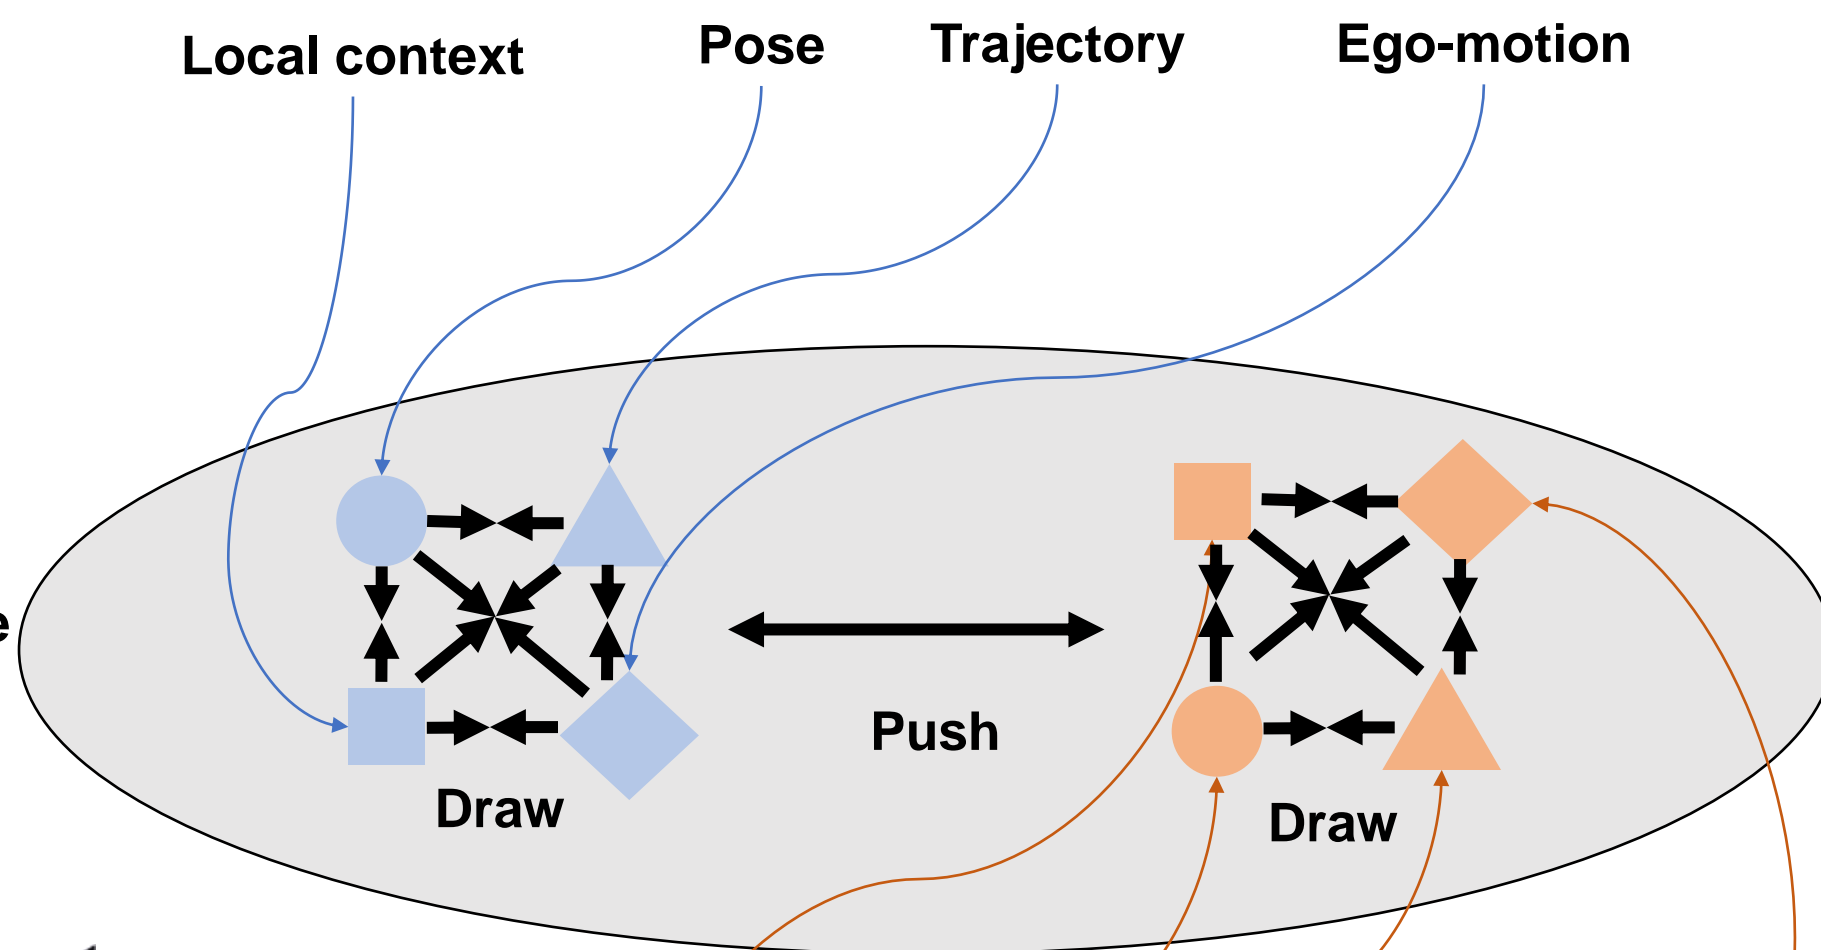 Local context
Pose
Trajectory
Ego-motion
e
Push
Draw
Draw